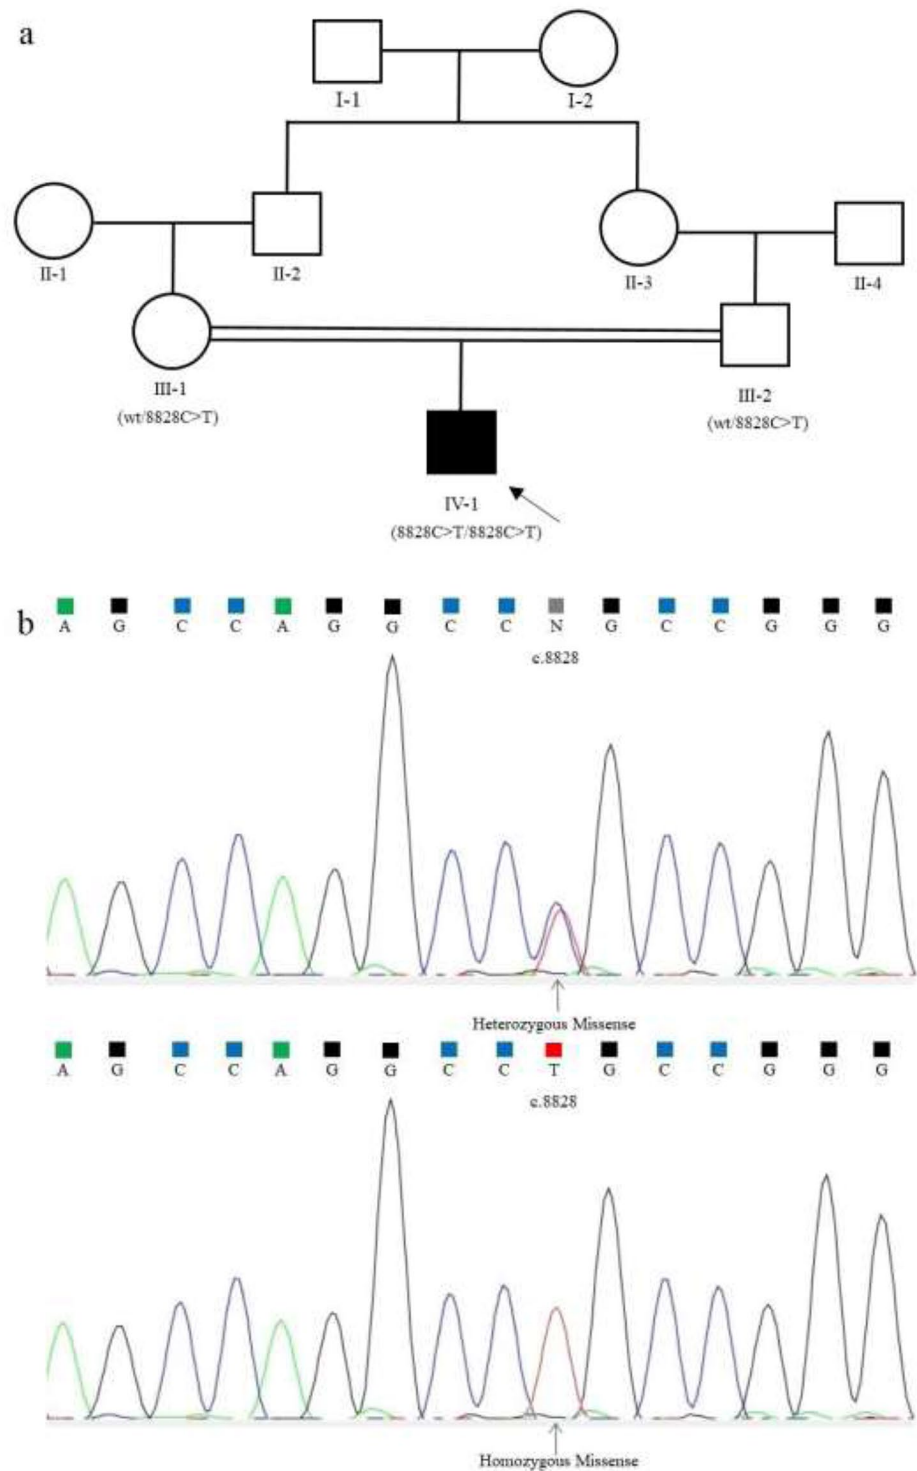 a
I-1 I-2
II-1 II-2 II-3 II-4
III-1 III-2
(wt/8828C>T) (wt/8828C>T)
IV-1
(8828C>T/8828C>T)
b
A G C C A G G C C N G C C G G G
c.8828
Heterozygous Missense
A G C C A G G C C T G C C G G G
c.8828
Homozygous Missense